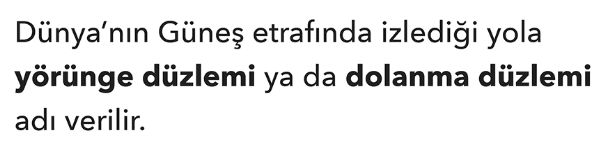 Dünya’nın Güneş etrafında izlediği yola
yörünge düzlemi ya da dolanma düzlemi
adı verilir.